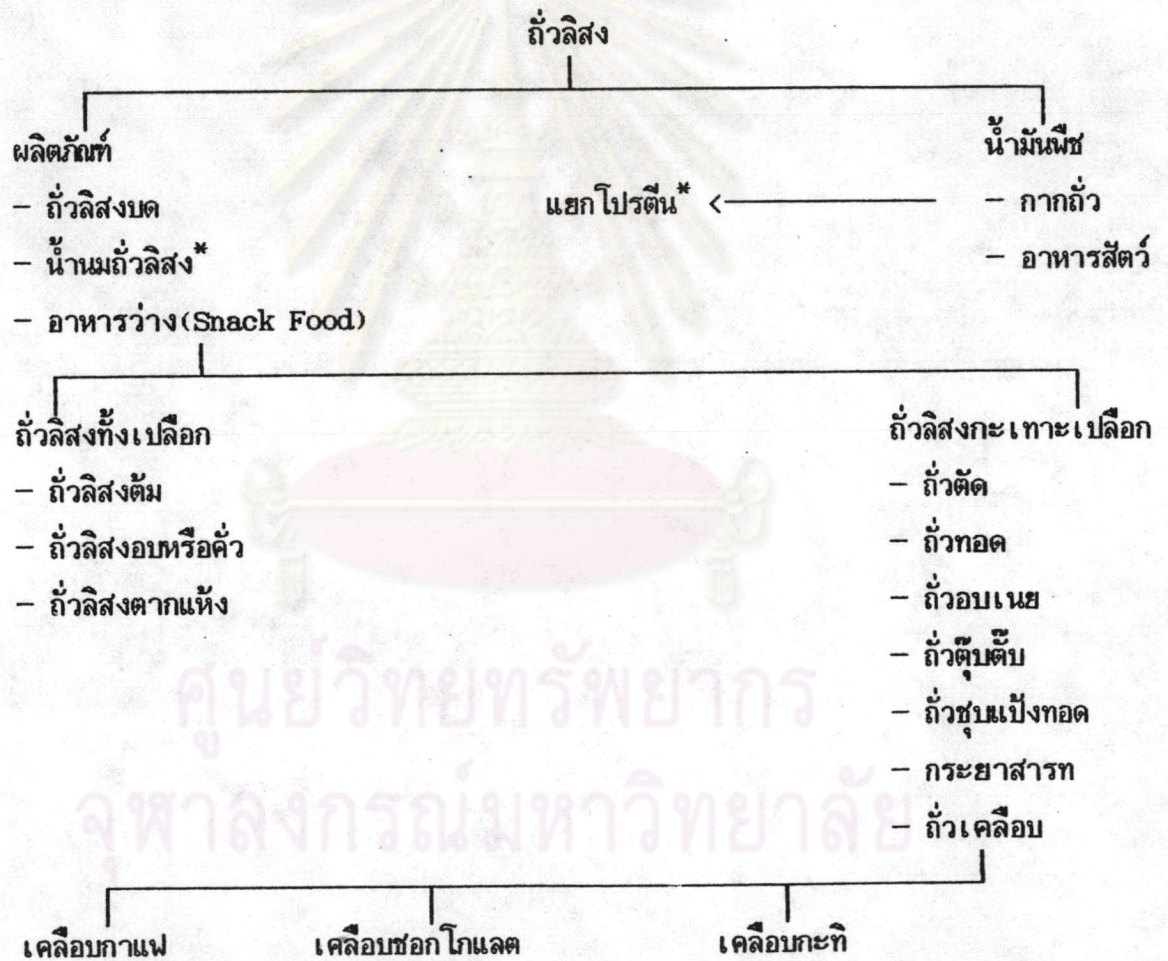 ถั่วลิสง
ผลิตภัณฑ์ น้ำมันพืช
- ถั่วลิสงบด แยกโปรตีน* <—— - กากถั่ว
- น้ำนมถั่วลิสง* - อาหารสัตว์
- อาหารว่าง(Snack Food)
ถั่วลิสงทั้งเปลือก ถั่วลิสงกะเทาะเปลือก
- ถั่วลิสงต้ม - ถั่วตัด
- ถั่วลิสงอบหรือคั่ว - ถั่วทอด
- ถั่วลิสงตากแห้ง - ถั่วอบเนย
- ถั่วตุ๊บตั๊บ
- ถั่วชุบแป้งทอด
- กระยาสารท
- ถั่วเคลือบ
เคลือบกาแฟ เคลือบชอกโกแลต เคลือบกะทิ
ศูนย์วิทยทรัพยากร
จุฬาลงกรณ์มหาวิทยาลัย